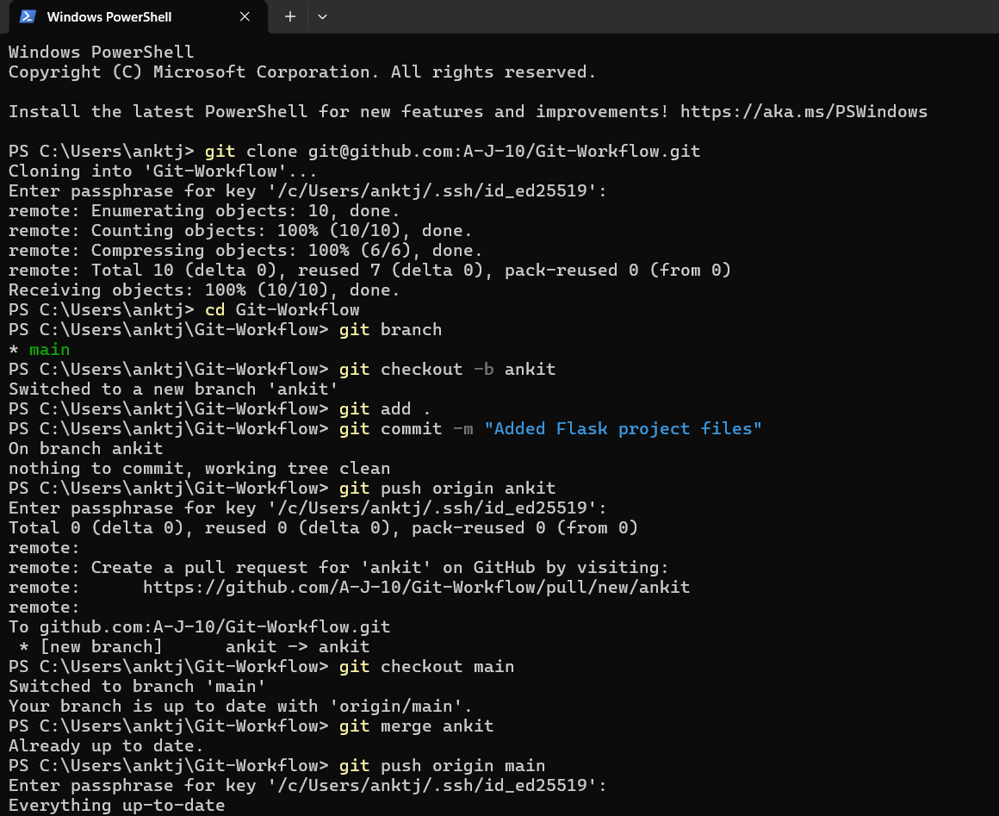 Windows PowerShell
Windows PowerShell
Copyright (C) Microsoft Corporation. All rights reserved.
Install the latest PowerShell for new features and improvements! https://aka.ms/PSWindows
PS C:\Users\anktj> git clone git@github.com:A-J-10/Git-Workflow.git
Cloning into 'Git-Workflow'...
Enter passphrase for key '/c/Users/anktj/.ssh/id_ed25519':
remote: Enumerating objects: 10, done.
remote: Counting objects: 100% (10/10), done.
remote: Compressing objects: 100% (6/6), done.
remote: Total 10 (delta 0), reused 7 (delta 0), pack-reused 0 (from 0)
Receiving objects: 100% (10/10), done.
PS C:\Users\anktj> cd Git-Workflow
PS C:\Users\anktj\Git-Workflow> git branch
* main
PS C:\Users\anktj\Git-Workflow> git checkout -b ankit
Switched to a new branch 'ankit'
PS C:\Users\anktj\Git-Workflow> git add .
PS C:\Users\anktj\Git-Workflow> git commit -m "Added Flask project files"
On branch ankit
nothing to commit, working tree clean
PS C:\Users\anktj\Git-Workflow> git push origin ankit
Enter passphrase for key '/c/Users/anktj/.ssh/id_ed25519':
Total 0 (delta 0), reused 0 (delta 0), pack-reused 0 (from 0)
remote:
remote: Create a pull request for 'ankit' on GitHub by visiting:
remote:      https://github.com/A-J-10/Git-Workflow/pull/new/ankit
remote:
To github.com:A-J-10/Git-Workflow.git
 * [new branch]      ankit -> ankit
PS C:\Users\anktj\Git-Workflow> git checkout main
Switched to branch 'main'
Your branch is up to date with 'origin/main'.
PS C:\Users\anktj\Git-Workflow> git merge ankit
Already up to date.
PS C:\Users\anktj\Git-Workflow> git push origin main
Enter passphrase for key '/c/Users/anktj/.ssh/id_ed25519':
Everything up-to-date